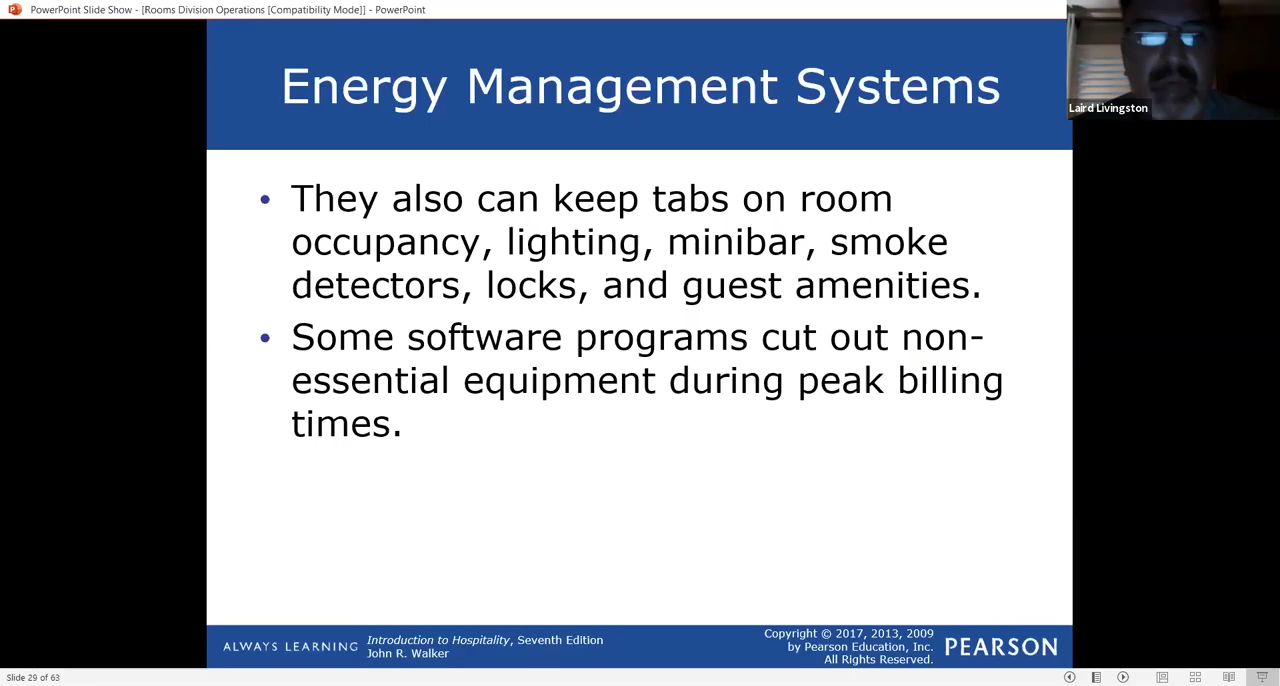 PowerPoint Slide Show - [Rooms Division Operations [Compatibility Mode]] - PowerPoint
Energy Management Systems
Laird Livingston
• They also can keep tabs on room
occupancy, lighting, minibar, smoke
detectors, locks, and guest amenities.
• Some software programs cut out non-
essential equipment during peak billing
times.
ALWAYS LEARNING
Introduction to Hospitality, Seventh Edition
John R. Walker
Copyright © 2017, 2013, 2009
by Pearson Education, Inc.
All Rights Reserved.
PEARSON
Slide 29 of 63